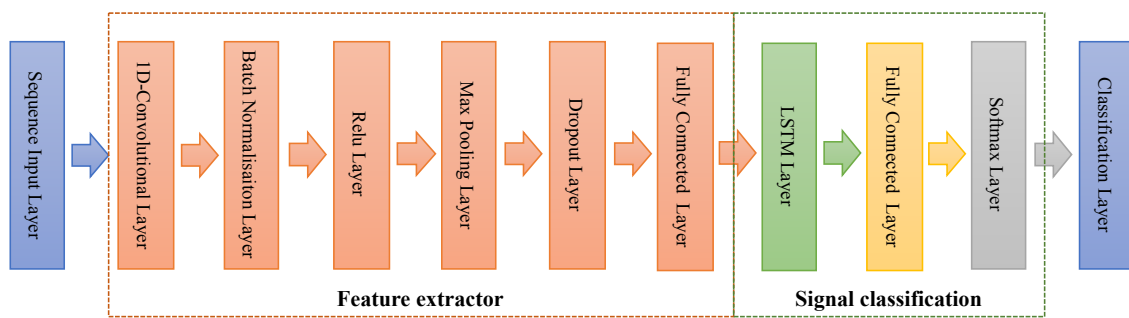 Sequence Input Layer
1D-Convolutional Layer
Batch Normalisaiton Layer
Relu Layer
Max Pooling Layer
Dropout Layer
Fully Connected Layer
LSTM Layer
Fully Connected Layer
Softmax Layer
Classification Layer
Feature extractor
Signal classification